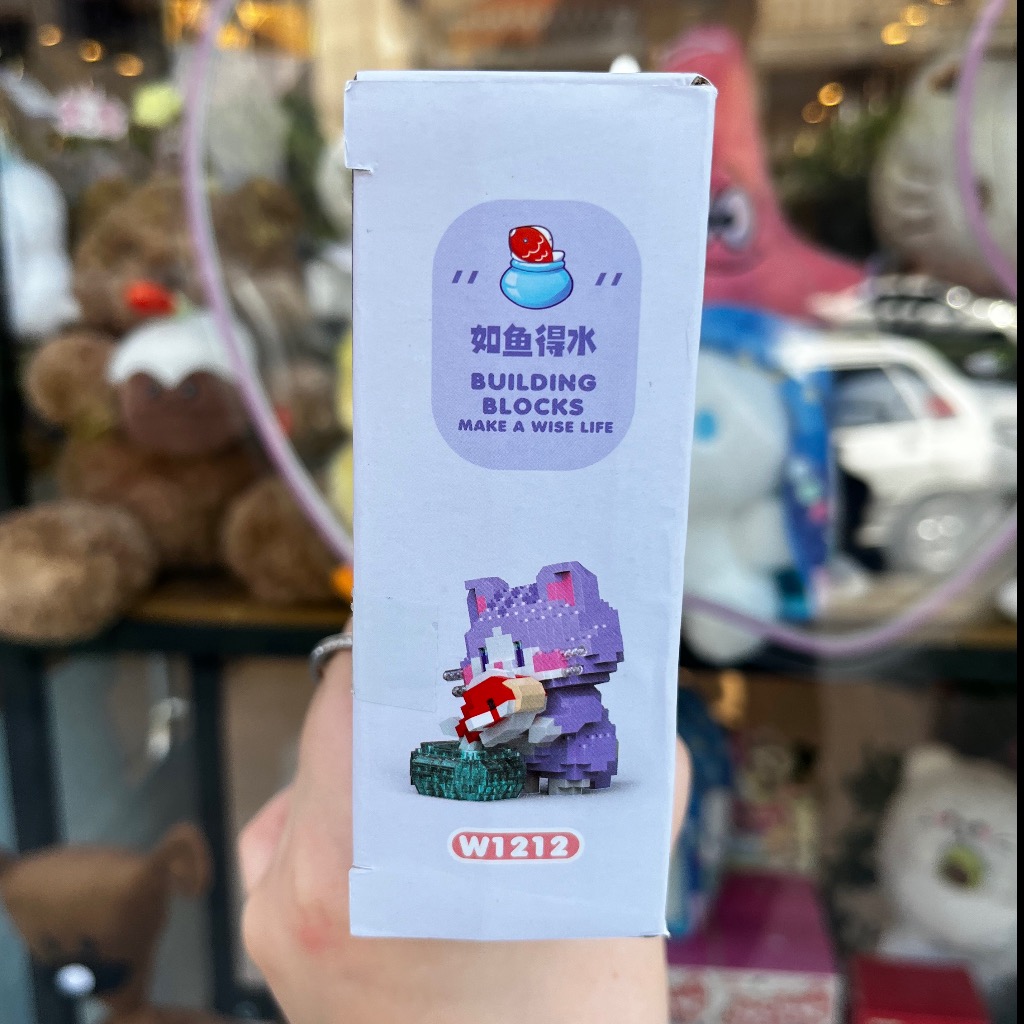 如鱼得水
BUILDING
BLOCKS
MAKE A WISE LIFE
W1212